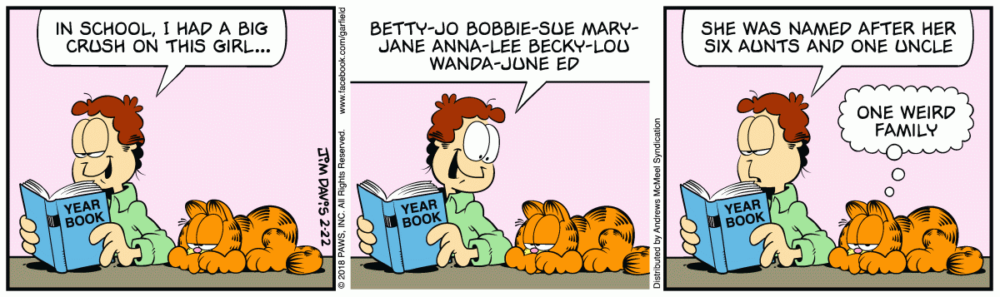 IN SCHOOL, I HAD A BIG
CRUSH ON THIS GIRL...
YEAR
BOOK
JIM DAVIS 2-22
© 2018 PAWS, INC. All Rights Reserved. www.facebook.com/garfield
BETTY-JO BOBBIE-SUE MARY-
JANE ANNA-LEE BECKY-LOU
WANDA-JUNE ED
YEAR
BOOK
Distributed by Andrews McMeel Syndication
SHE WAS NAMED AFTER HER
SIX AUNTS AND ONE UNCLE
ONE WEIRD
FAMILY
YEAR
BOOK